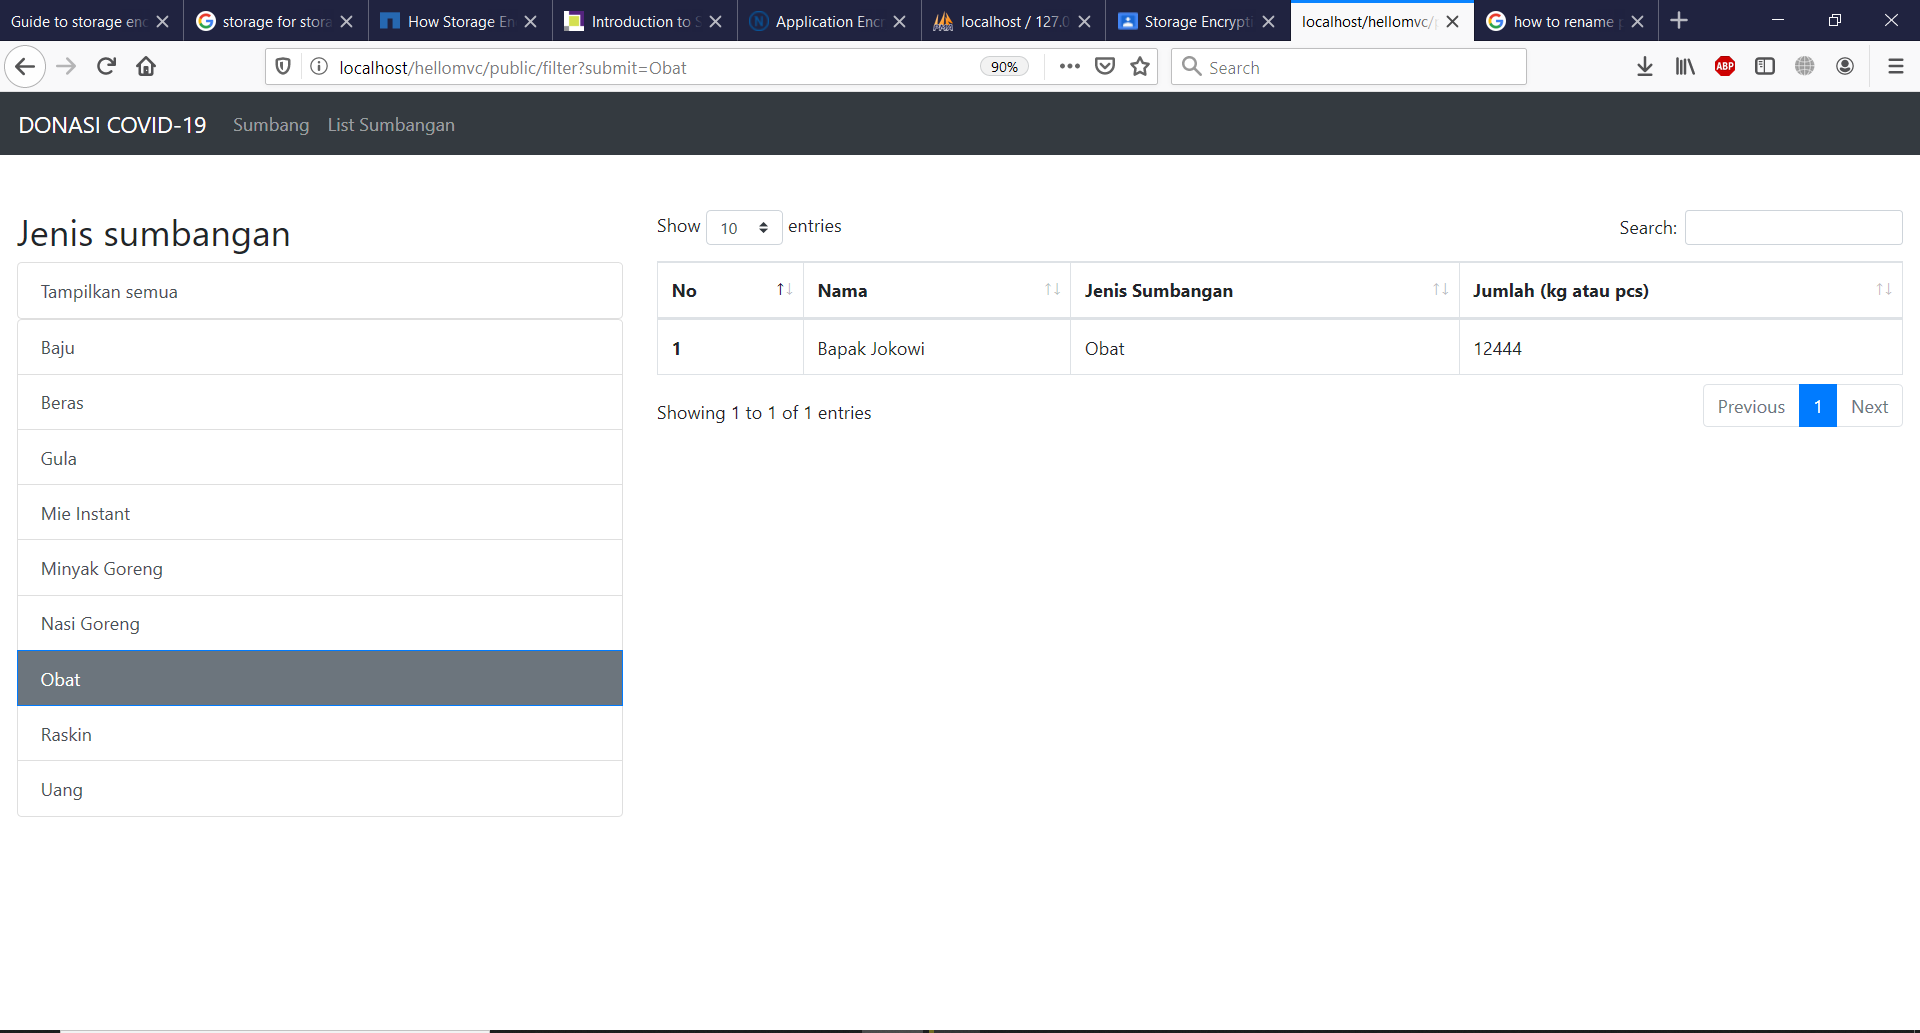 Guide to storage enc
storage for stora
How Storage En
Introduction to S
Application Encr
localhost / 127.0
Storage Encrypti
localhost/hellomvc/
how to rename
localhost/hellomvc/public/filter?submit=Obat
90%
Search
ABP
DONASI COVID-19 Sumbang List Sumbangan
Jenis sumbangan
Tampilkan semua
Baju
Beras
Gula
Mie Instant
Minyak Goreng
Nasi Goreng
Obat
Raskin
Uang
Show 10 entries
Search:
No Nama Jenis Sumbangan Jumlah (kg atau pcs)
1 Bapak Jokowi Obat 12444
Showing 1 to 1 of 1 entries
Previous 1 Next